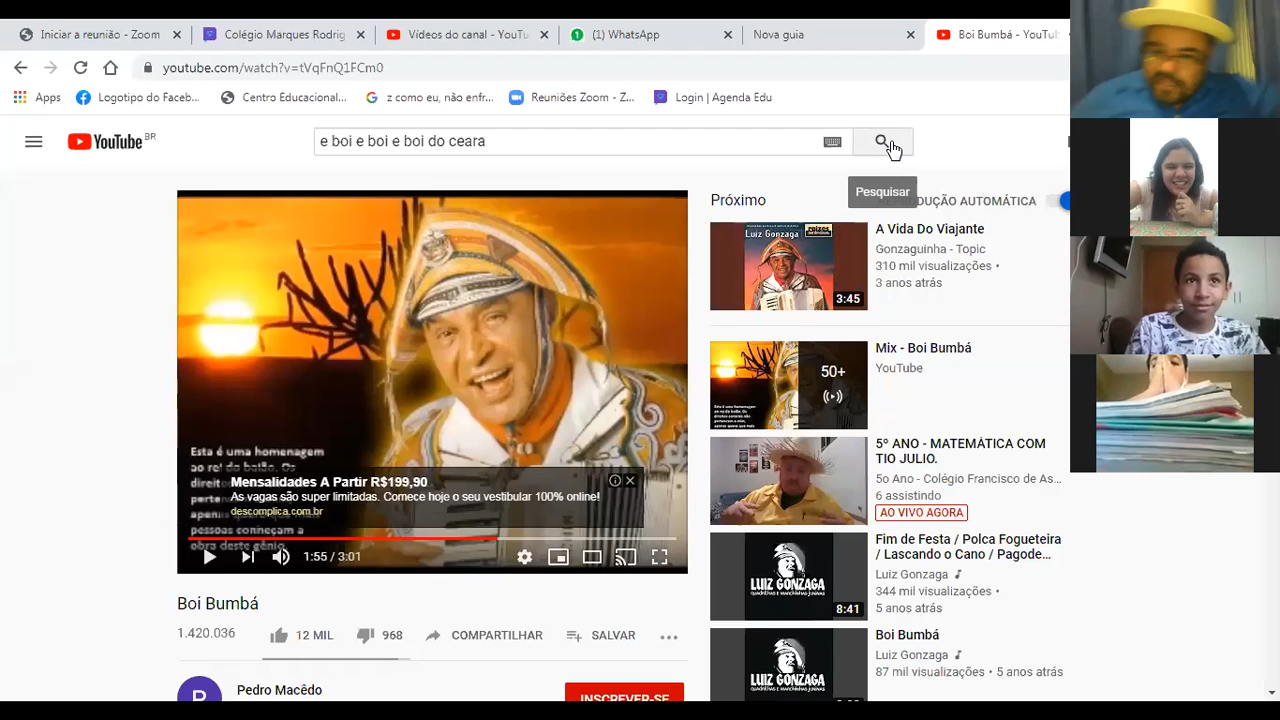 Iniciar a reunião - Zoom
Colégio Marques Rodrig
Vídeos do canal - YouTu
(1) WhatsApp
Nova guia
Boi Bumbá - YouTub
youtube.com/watch?v=tVqFnQ1FCm0
Apps
Logotipo do Faceb...
Centro Educacional...
z como eu, não enfr...
Reuniões Zoom - Z...
Login | Agenda Edu
YouTube BR
e boi e boi e boi do ceara
Pesquisar
Próximo
REPRODUÇÃO AUTOMÁTICA
Luiz Gonzaga
3:45
A Vida Do Viajante
Gonzaguinha - Topic
310 mil visualizações •
3 anos atrás
50+
Mix - Boi Bumbá
YouTube
5º ANO - MATEMÁTICA COM
TIO JULIO.
5o Ano - Colégio Francisco de As...
6 assistindo
AO VIVO AGORA
LUIZ GONZAGA
8:41
Fim de Festa / Polca Fogueteira
/ Lascando o Cano / Pagode...
Luiz Gonzaga
344 mil visualizações •
5 anos atrás
LUIZ GONZAGA
Boi Bumbá
Luiz Gonzaga
87 mil visualizações • 5 anos atrás
Esta é uma homenagem
ao rei do baião. Os
Mensalidades A Partir R$199,90
As vagas são super limitadas. Comece hoje o seu vestibular 100% online!
descomplica.com.br
pessoas conheçam a
obra deste gênio.
1:55 / 3:01
Boi Bumbá
1.420.036
12 MIL
968
COMPARTILHAR
SALVAR
P
Pedro Macêdo
INSCREVER-SE